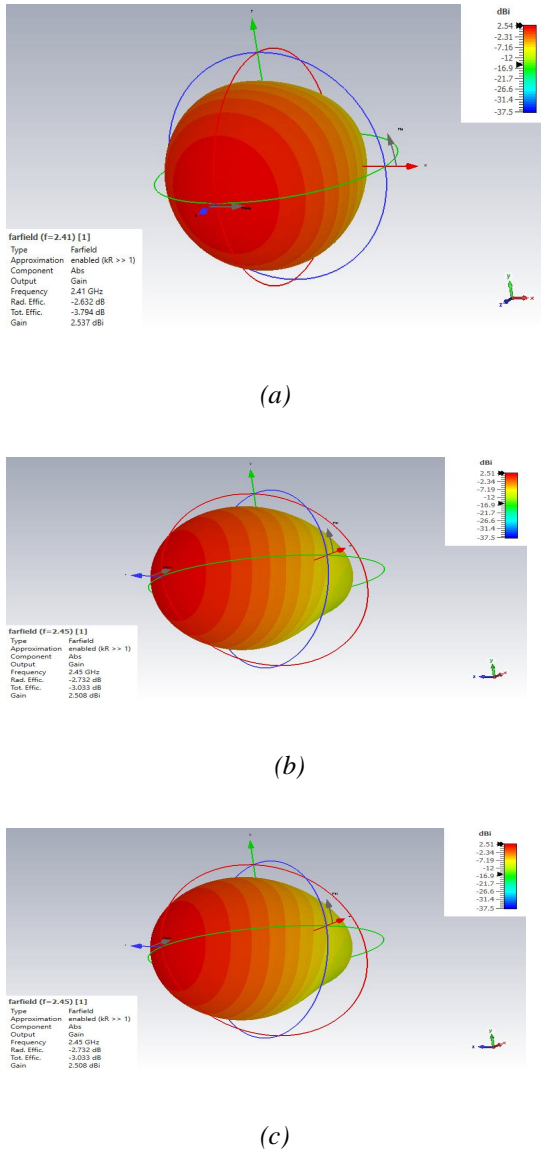 dBi
2.54
-2.31
-7.16
-12
-16.9
-21.7
-26.6
-31.4
-37.5
x
farfield (f=2.41) [1]
Type Farfield
Approximation enabled (kR >> 1)
Component Abs
Output Gain
Frequency 2.41 GHz
Rad. Effic. -2.632 dB
Tot. Effic. -3.794 dB
Gain 2.537 dBi
y
z x
(a)
dBi
2.51
-2.34
-7.19
-12
-16.9
-21.7
-26.6
-31.4
-37.5
farfield (f=2.45) [1]
Type Farfield
Approximation enabled (kR >> 1)
Component Abs
Output Gain
Frequency 2.45 GHz
Rad. Effic. -2.732 dB
Tot. Effic. -3.033 dB
Gain 2.508 dBi
y
z x
(b)
dBi
2.51
-2.34
-7.19
-12
-16.9
-21.7
-26.6
-31.4
-37.5
farfield (f=2.45) [1]
Type Farfield
Approximation enabled (kR >> 1)
Component Abs
Output Gain
Frequency 2.45 GHz
Rad. Effic. -2.732 dB
Tot. Effic. -3.033 dB
Gain 2.508 dBi
y
z x
(c)